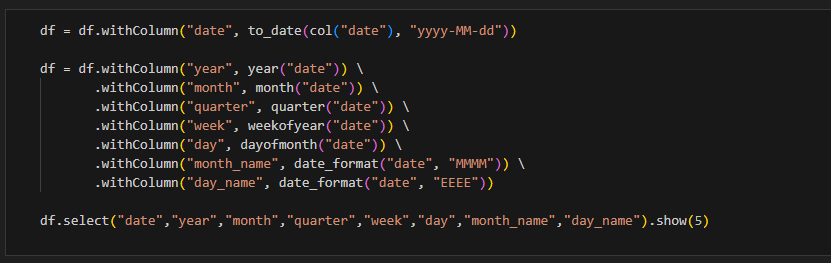 df = df.withColumn("date", to_date(col("date"), "yyyy-MM-dd"))
df = df.withColumn("year", year("date")) \
.withColumn("month", month("date")) \
.withColumn("quarter", quarter("date")) \
.withColumn("week", weekofyear("date")) \
.withColumn("day", dayofmonth("date")) \
.withColumn("month_name", date_format("date", "MMMM")) \
.withColumn("day_name", date_format("date", "EEEE"))
df.select("date","year","month","quarter","week","day","month_name","day_name").show(5)